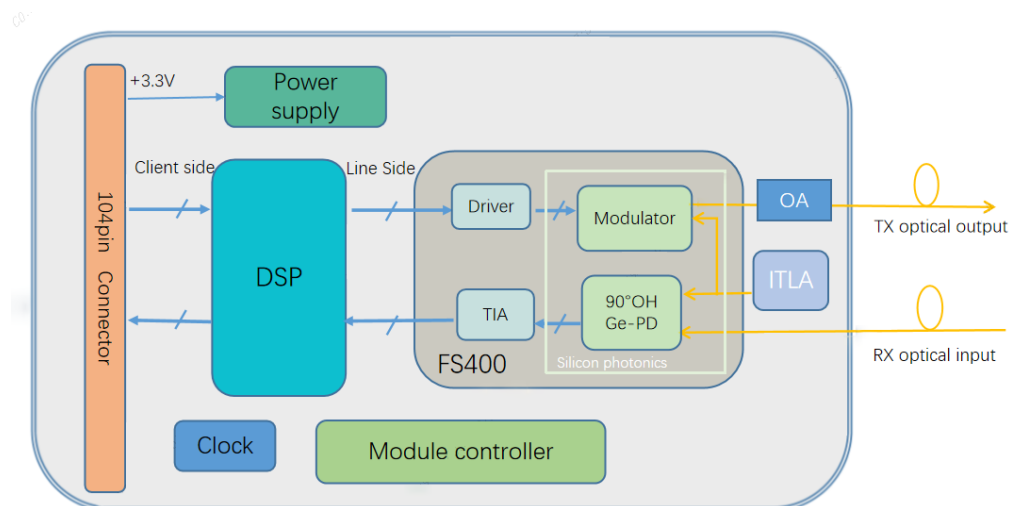 +3.3V
Power
supply
Client side
Line Side
104pin Connector
DSP
Driver
Modulator
OA
TX optical output
ITLA
TIA
90°OH
Ge-PD
FS400
Silicon photonics
RX optical input
Clock
Module controller